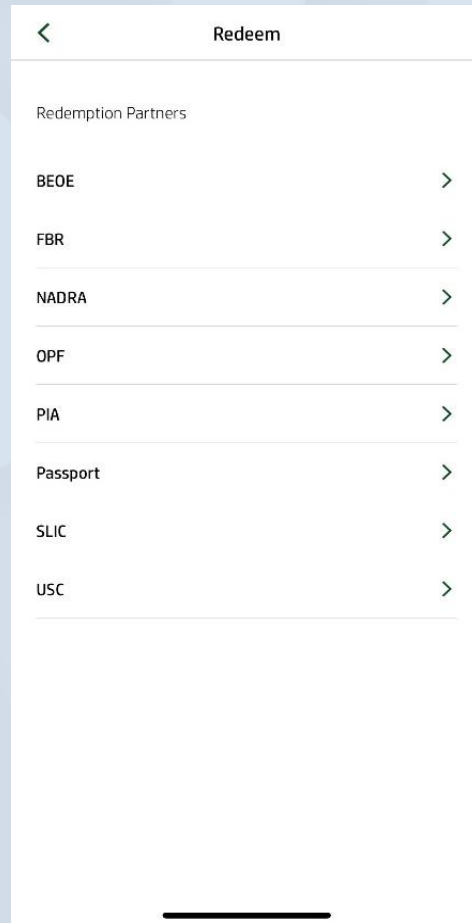 Redeem
Redemption Partners
BEOE
FBR
NADRA
OPF
PIA
Passport
SLIC
USC